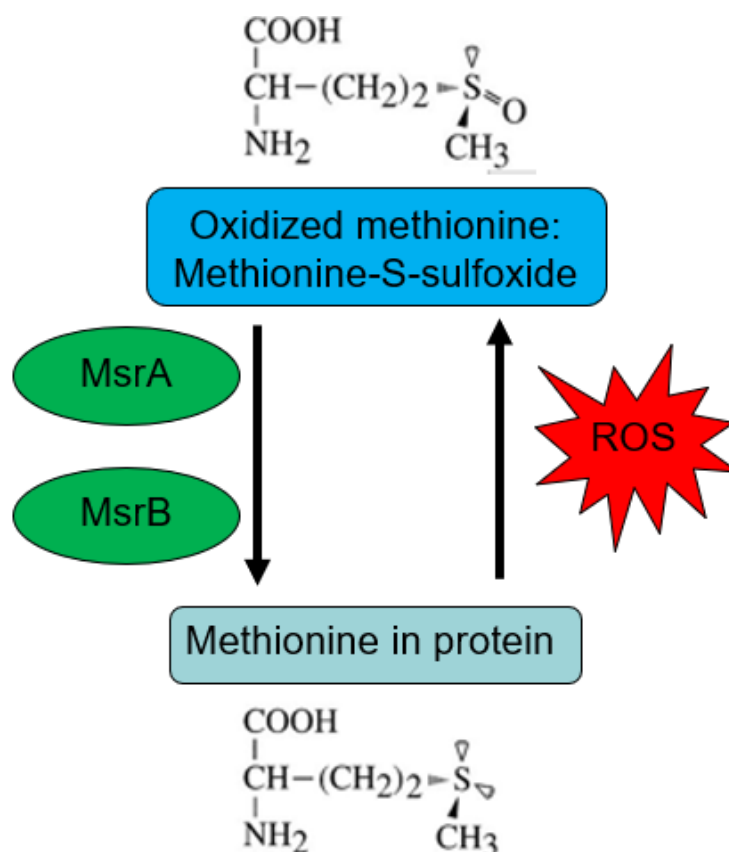 COOH
CH-(CH2)2-S=O
NH2
CH3
Oxidized methionine:
Methionine-S-sulfoxide
MsrA
ROS
MsrB
Methionine in protein
COOH
CH-(CH2)2-S
NH2
CH3